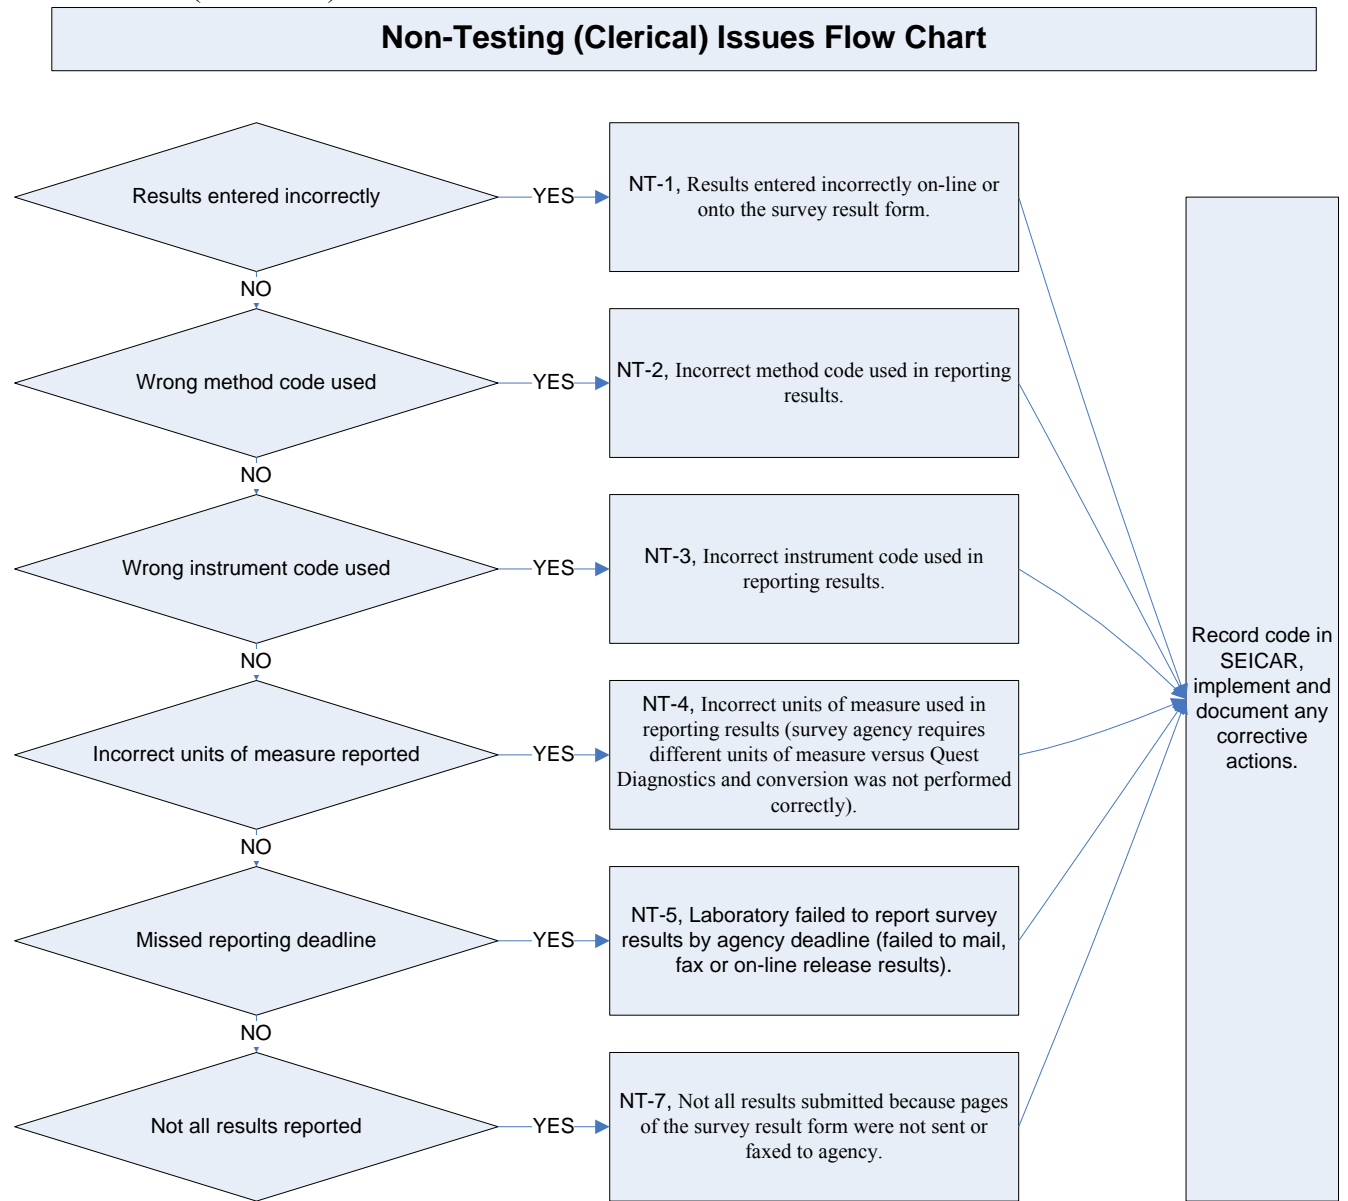 Non-Testing (Clerical) Issues Flow Chart
Results entered incorrectly
YES
NT-1, Results entered incorrectly on-line or
onto the survey result form.
NO
Wrong method code used
YES
NT-2, Incorrect method code used in reporting
results.
NO
Wrong instrument code used
YES
NT-3, Incorrect instrument code used in
reporting results.
NO
Incorrect units of measure reported
YES
NT-4, Incorrect units of measure used in
reporting results (survey agency requires
different units of measure versus Quest
Diagnostics and conversion was not performed
correctly).
NO
Missed reporting deadline
YES
NT-5, Laboratory failed to report survey
results by agency deadline (failed to mail,
fax or on-line release results).
NO
Not all results reported
YES
NT-7, Not all results submitted because pages
of the survey result form were not sent or
faxed to agency.
Record code in
SEICAR,
implement and
document any
corrective
actions.